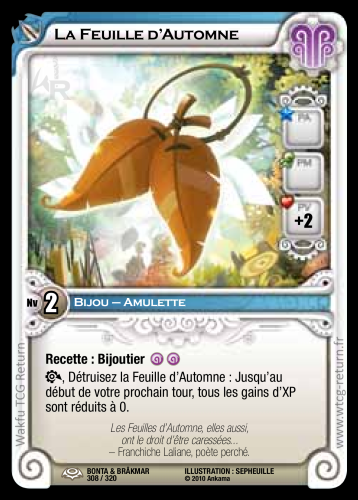 La Feuille d'Automne
PA
PM
PV
+2
Nv 2 Bijou – Amulette
Recette : Bijoutier
, Détruisez la Feuille d'Automne : Jusqu'au
début de votre prochain tour, tous les gains d'XP
sont réduits à 0.
Les Feuilles d'Automne, elles aussi,
ont le droit d'être caressées...
– Franchiche Laliane, poète perché.
BONTA & BRÂKMAR
308 / 320
ILLUSTRATION : SEPHEUILLE
© 2010 Ankama
Wakfu TCG Return
www.wtcg-return.fr